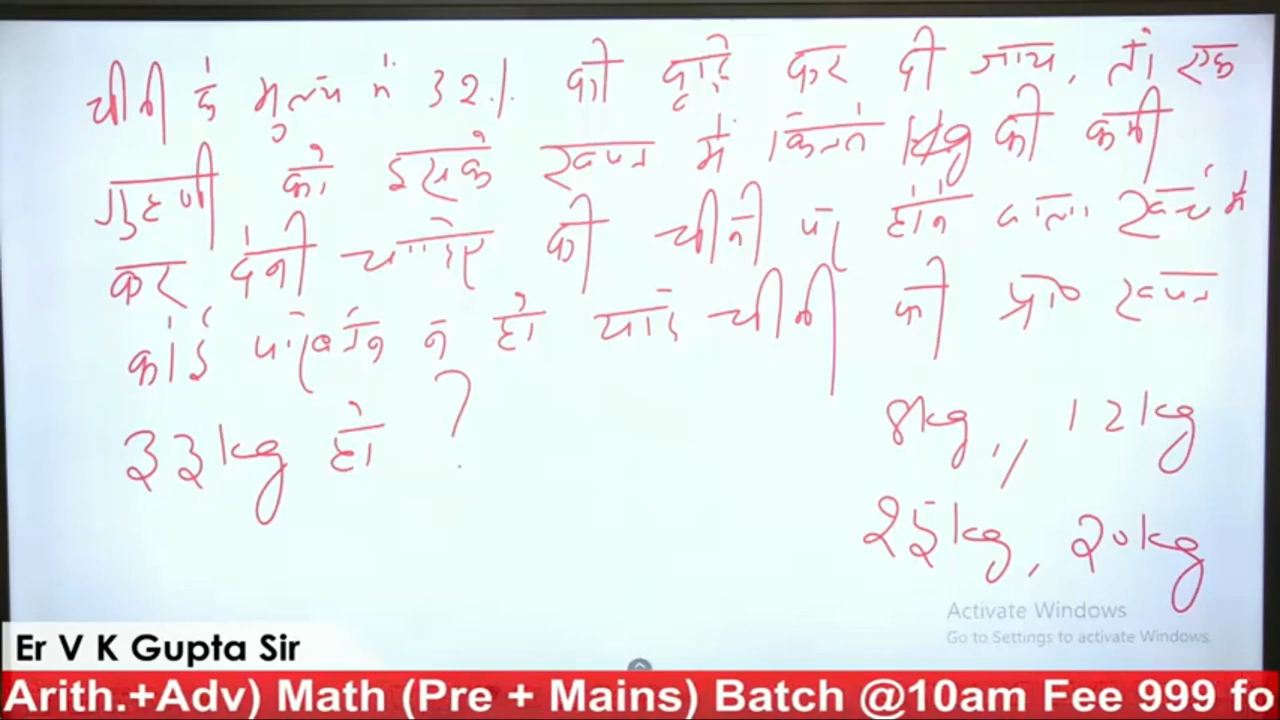 चीनी के मूल्य में 32% की वृद्धि कर दी जाय, तो एक
गृहणी को इसके खपत में कितने kg की कमी
कर देनी चाहिए की चीनी पर होने वाला खर्च में
कोई परिवर्तन न हो यदि चीनी की प्रा० खपत
33kg हो ?
8kg,, 12kg
25kg, 20kg
Activate Windows
Go to Settings to activate Windows.
Er V K Gupta Sir
Arith.+Adv) Math (Pre + Mains) Batch @10am Fee 999 fo